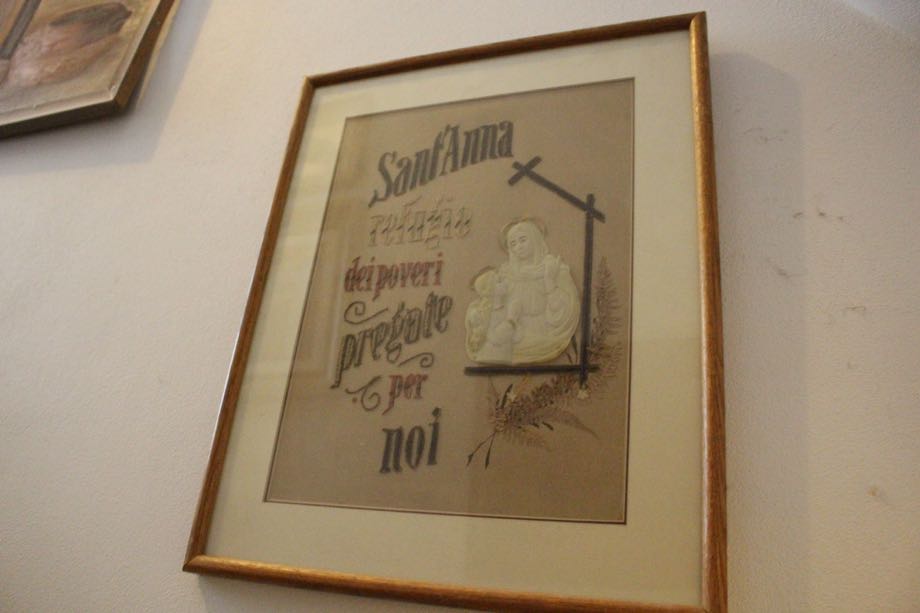 Sant'Anna
refugio
dei poveri
pregate
per
noi